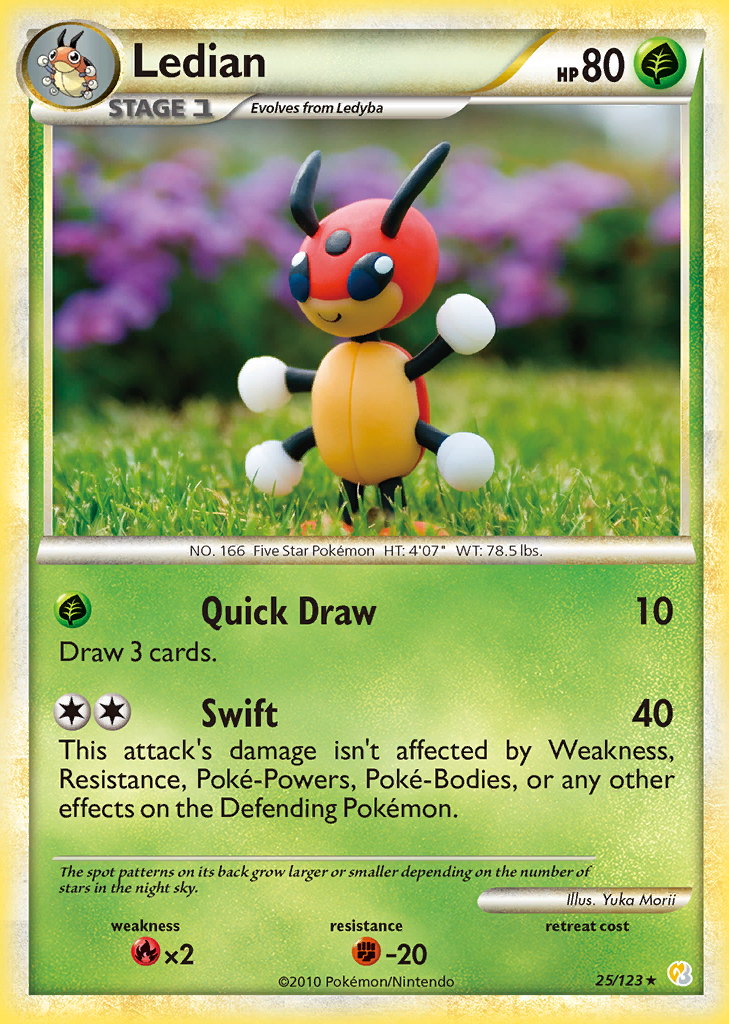 Ledian
HP 80
STAGE 1
Evolves from Ledyba
NO. 166 Five Star Pokémon HT: 4'07" WT: 78.5 lbs.
Quick Draw 10
Draw 3 cards.
Swift 40
This attack's damage isn't affected by Weakness,
Resistance, Poké-Powers, Poké-Bodies, or any other
effects on the Defending Pokémon.
The spot patterns on its back grow larger or smaller depending on the number of
stars in the night sky.
Illus. Yuka Morii
weakness resistance retreat cost
×2 -20
©2010 Pokémon/Nintendo 25/123 ★